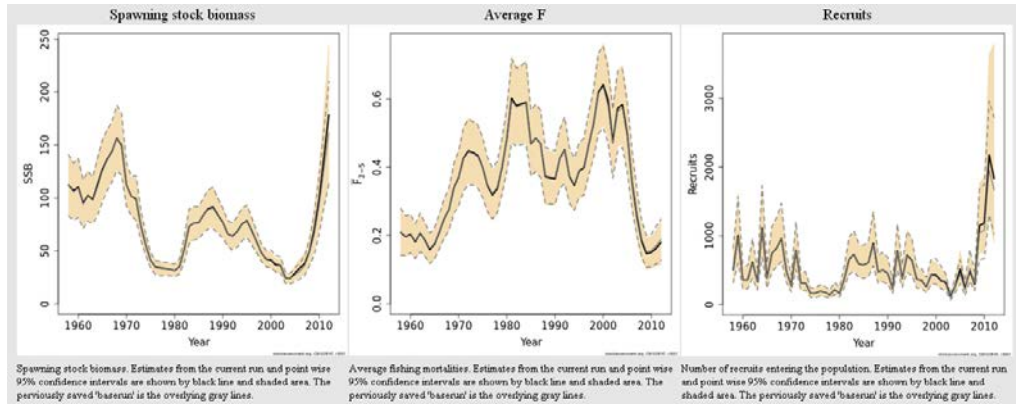 Spawning stock biomass
Average F
Recruits
SSB
0
50
100
150
200
250
1960
1970
1980
1990
2000
2010
Year
F̄2-5
0.0
0.2
0.4
0.6
1960
1970
1980
1990
2000
2010
Year
Recruits
0
1000
2000
3000
1960
1970
1980
1990
2000
2010
Year
Spawning stock biomass. Estimates from the current run and point wise
95% confidence intervals are shown by black line and shaded area. The
perviously saved 'baserun' is the overlying gray lines.
Average fishing mortalities. Estimates from the current run and point wise
95% confidence intervals are shown by black line and shaded area. The
perviously saved 'baserun' is the overlying gray lines.
Number of recruits entering the population. Estimates from the current run
and point wise 95% confidence intervals are shown by black line and
shaded area. The perviously saved 'baserun' is the overlying gray lines.